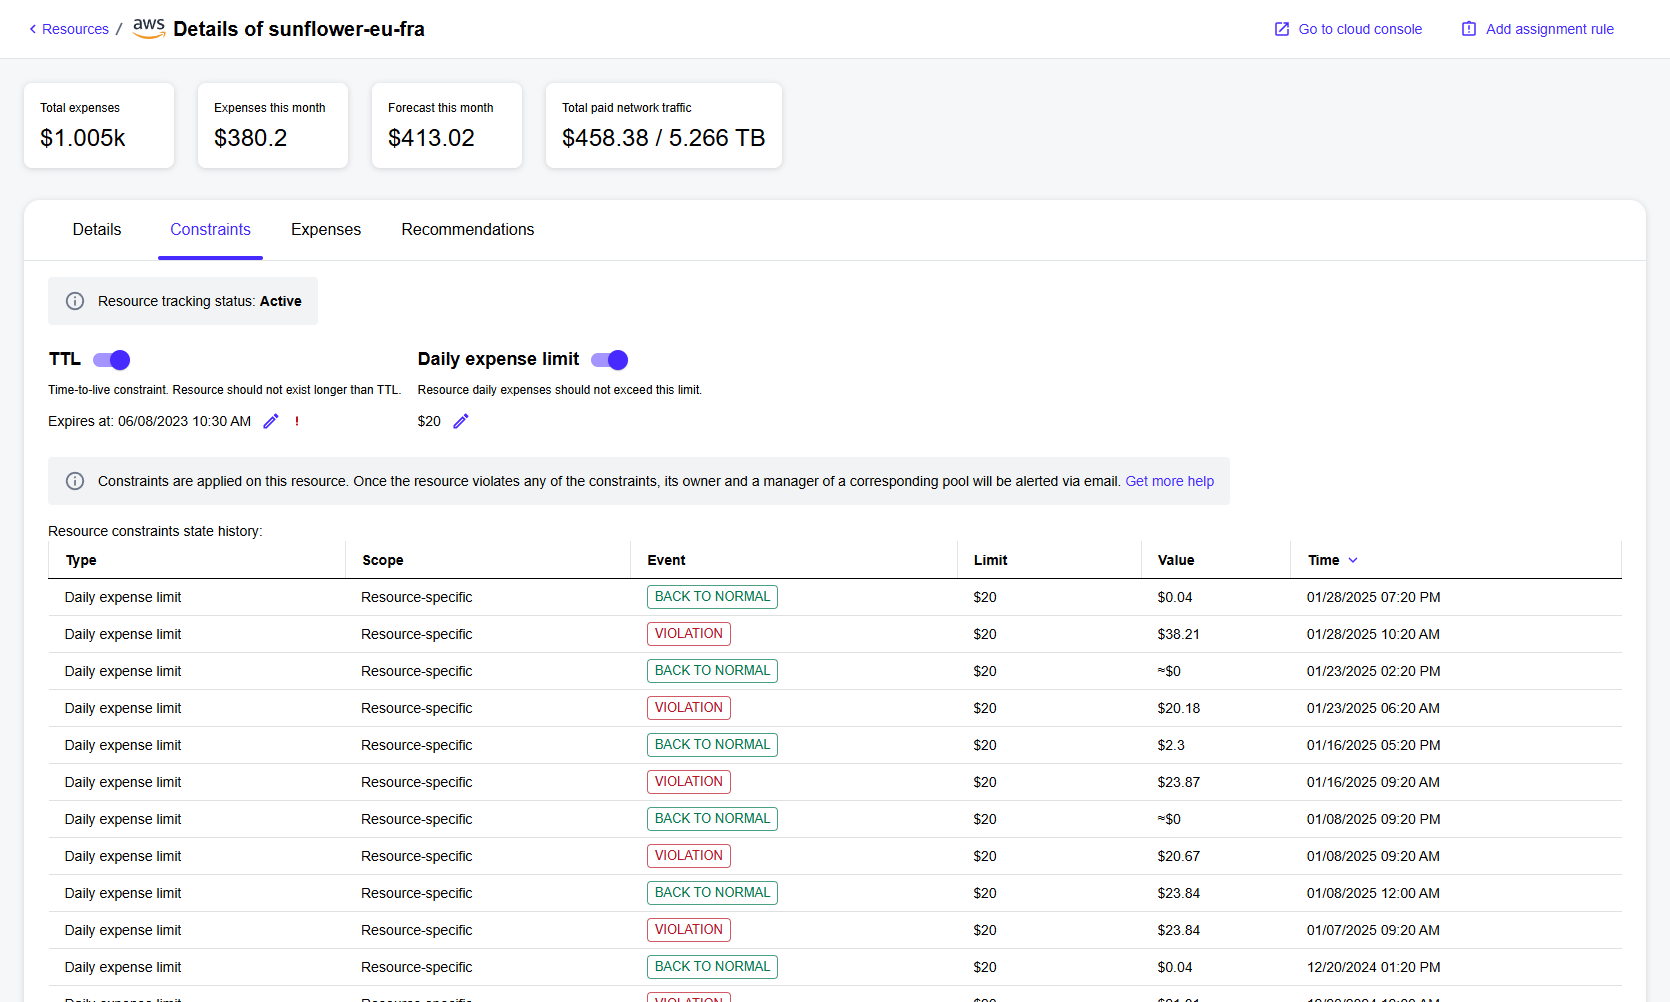 Resources / aws Details of sunflower-eu-fra
Go to cloud console
Add assignment rule
Total expenses
$1.005k
Expenses this month
$380.2
Forecast this month
$413.02
Total paid network traffic
$458.38 / 5.266 TB
Details
Constraints
Expenses
Recommendations
Resource tracking status: Active
TTL
Time-to-live constraint. Resource should not exist longer than TTL.
Expires at: 06/08/2023 10:30 AM !
Daily expense limit
Resource daily expenses should not exceed this limit.
$20
Constraints are applied on this resource. Once the resource violates any of the constraints, its owner and a manager of a corresponding pool will be alerted via email. Get more help
Resource constraints state history:
Type Scope Event Limit Value Time
Daily expense limit Resource-specific BACK TO NORMAL $20 $0.04 01/28/2025 07:20 PM
Daily expense limit Resource-specific VIOLATION $20 $38.21 01/28/2025 10:20 AM
Daily expense limit Resource-specific BACK TO NORMAL $20 ≈$0 01/23/2025 02:20 PM
Daily expense limit Resource-specific VIOLATION $20 $20.18 01/23/2025 06:20 AM
Daily expense limit Resource-specific BACK TO NORMAL $20 $2.3 01/16/2025 05:20 PM
Daily expense limit Resource-specific VIOLATION $20 $23.87 01/16/2025 09:20 AM
Daily expense limit Resource-specific BACK TO NORMAL $20 ≈$0 01/08/2025 09:20 PM
Daily expense limit Resource-specific VIOLATION $20 $20.67 01/08/2025 09:20 AM
Daily expense limit Resource-specific BACK TO NORMAL $20 $23.84 01/08/2025 12:00 AM
Daily expense limit Resource-specific VIOLATION $20 $23.84 01/07/2025 09:20 AM
Daily expense limit Resource-specific BACK TO NORMAL $20 $0.04 12/20/2024 01:20 PM
Daily expense limit Resource-specific VIOLATION $20